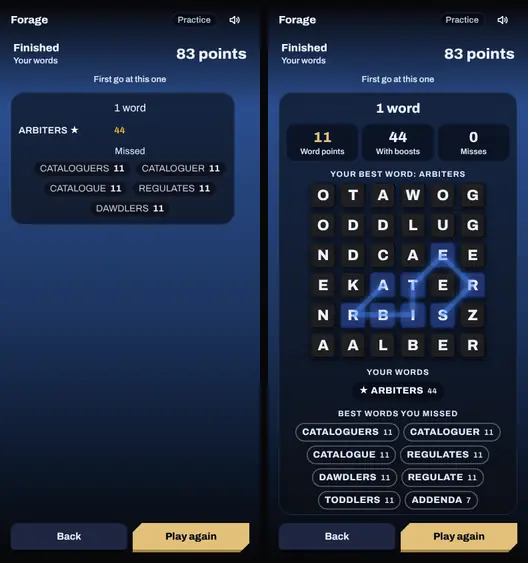 Forage
Practice
Finished
Your words
83 points
First go at this one
1 word
ARBITERS ★ 44
Missed
CATALOGUERS 11 CATALOGUER 11
CATALOGUE 11 REGULATES 11
DAWDLERS 11
Back
Play again
Forage
Practice
Finished
Your words
83 points
First go at this one
1 word
11 44 0
Word points With boosts Misses
YOUR BEST WORD: ARBITERS
O T A W O G
O D D L U G
N D C A E E
E K A T E R
N R B I S Z
A A L B E R
YOUR WORDS
★ ARBITERS 44
BEST WORDS YOU MISSED
CATALOGUERS 11 CATALOGUER 11
CATALOGUE 11 REGULATES 11
DAWDLERS 11 REGULATE 11
TODDLERS 11 ADDENDA 7
Back
Play again